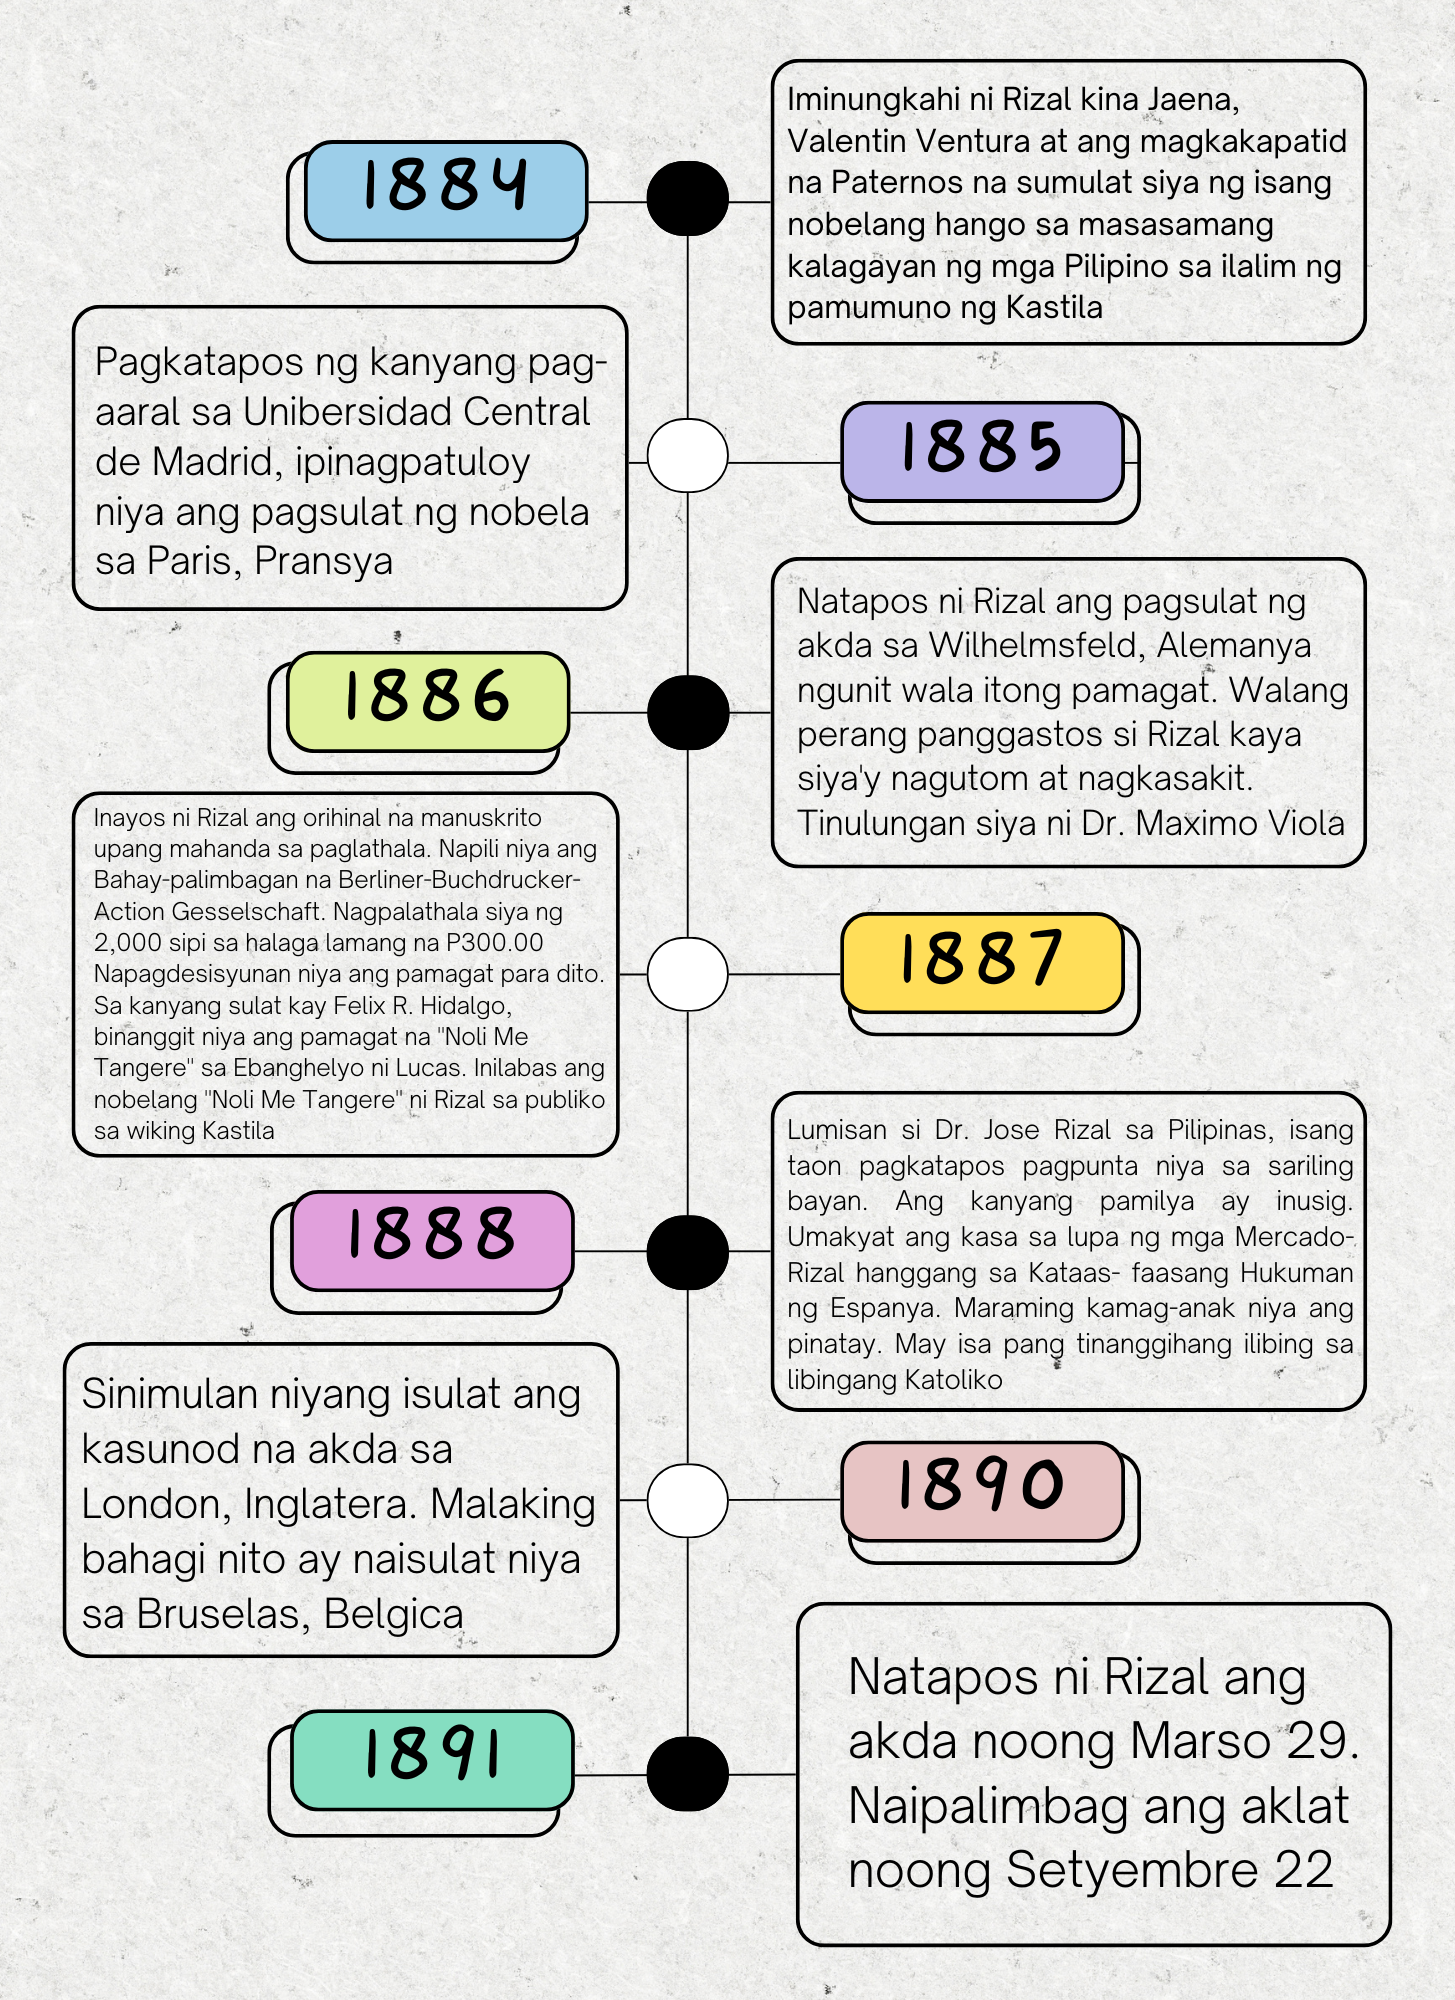 1884
Iminungkahi ni Rizal kina Jaena,
Valentin Ventura at ang magkakapatid
na Paternos na sumulat siya ng isang
nobelang hango sa masasamang
kalagayan ng mga Pilipino sa ilalim ng
pamumuno ng Kastila
1885
Pagkatapos ng kanyang pag-
aaral sa Unibersidad Central
de Madrid, ipinagpatuloy
niya ang pagsulat ng nobela
sa Paris, Pransya
1886
Natapos ni Rizal ang pagsulat ng
akda sa Wilhelmsfeld, Alemanya
ngunit wala itong pamagat. Walang
perang panggastos si Rizal kaya
siya'y nagutom at nagkasakit.
Tinulungan siya ni Dr. Maximo Viola
1887
Inayos ni Rizal ang orihinal na manuskrito
upang mahanda sa paglathala. Napili niya ang
Bahay-palimbagan na Berliner-Buchdrucker-
Action Gesselschaft. Nagpalathala siya ng
2,000 sipi sa halaga lamang na P300.00
Napagdesisyunan niya ang pamagat para dito.
Sa kanyang sulat kay Felix R. Hidalgo,
binanggit niya ang pamagat na "Noli Me
Tangere" sa Ebanghelyo ni Lucas. Inilabas ang
nobelang "Noli Me Tangere" ni Rizal sa publiko
sa wiking Kastila
1888
Lumisan si Dr. Jose Rizal sa Pilipinas, isang
taon pagkatapos pagpunta niya sa sariling
bayan. Ang kanyang pamilya ay inusig.
Umakyat ang kasa sa lupa ng mga Mercado-
Rizal hanggang sa Kataas- faasang Hukuman
ng Espanya. Maraming kamag-anak niya ang
pinatay. May isa pang tinanggihang ilibing sa
libingang Katoliko
1890
Sinimulan niyang isulat ang
kasunod na akda sa
London, Inglatera. Malaking
bahagi nito ay naisulat niya
sa Bruselas, Belgica
1891
Natapos ni Rizal ang
akda noong Marso 29.
Naipalimbag ang aklat
noong Setyembre 22